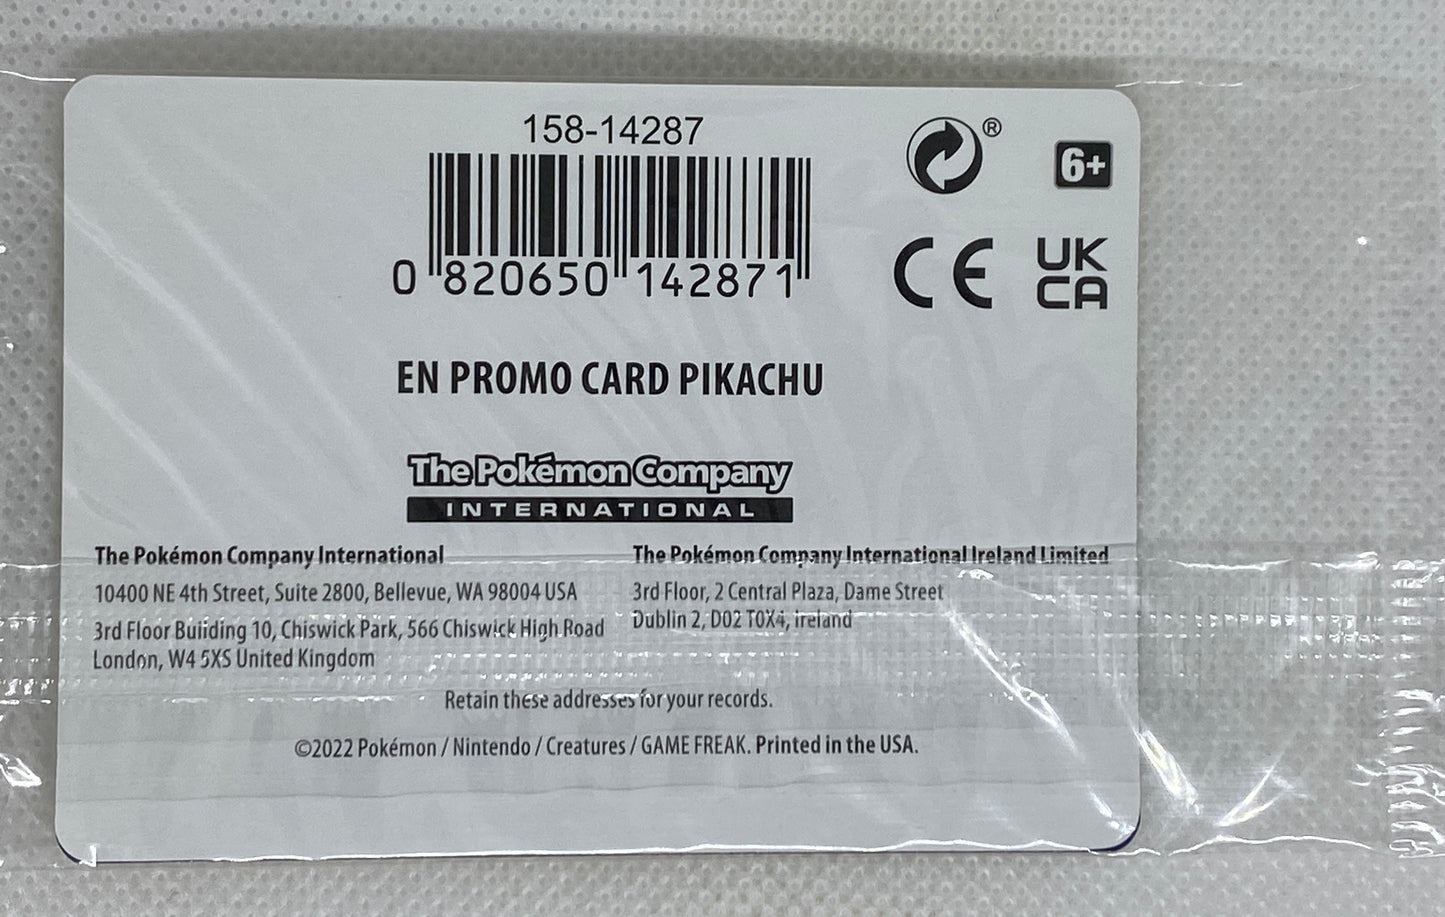 158-14287
®
6+
0 820650 142871
CE
UK
CA
EN PROMO CARD PIKACHU
The Pokémon Company
INTERNATIONAL
The Pokémon Company International
10400 NE 4th Street, Suite 2800, Bellevue, WA 98004 USA
3rd Floor Building 10, Chiswick Park, 566 Chiswick High Road
London, W4 5XS United Kingdom
The Pokémon Company International Ireland Limited
3rd Floor, 2 Central Plaza, Dame Street
Dublin 2, D02 T0X4, Ireland
Retain these addresses for your records.
©2022 Pokémon / Nintendo / Creatures / GAME FREAK. Printed in the USA.